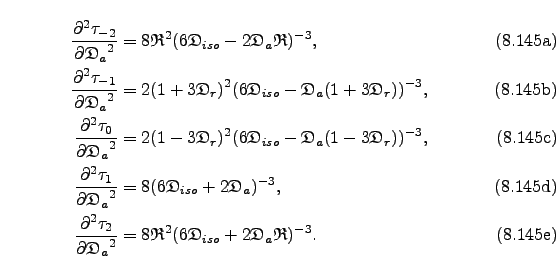 ∂²τ₋₂/∂𝔇ₐ² = 8ℜ²(6𝔇ᵢₛₒ − 2𝔇ₐℜ)⁻³, (8.145a)
∂²τ₋₁/∂𝔇ₐ² = 2(1 + 3𝔇ᵣ)²(6𝔇ᵢₛₒ − 𝔇ₐ(1 + 3𝔇ᵣ))⁻³, (8.145b)
∂²τ₀/∂𝔇ₐ² = 2(1 − 3𝔇ᵣ)²(6𝔇ᵢₛₒ − 𝔇ₐ(1 − 3𝔇ᵣ))⁻³, (8.145c)
∂²τ₁/∂𝔇ₐ² = 8(6𝔇ᵢₛₒ + 2𝔇ₐ)⁻³, (8.145d)
∂²τ₂/∂𝔇ₐ² = 8ℜ²(6𝔇ᵢₛₒ + 2𝔇ₐℜ)⁻³. (8.145e)